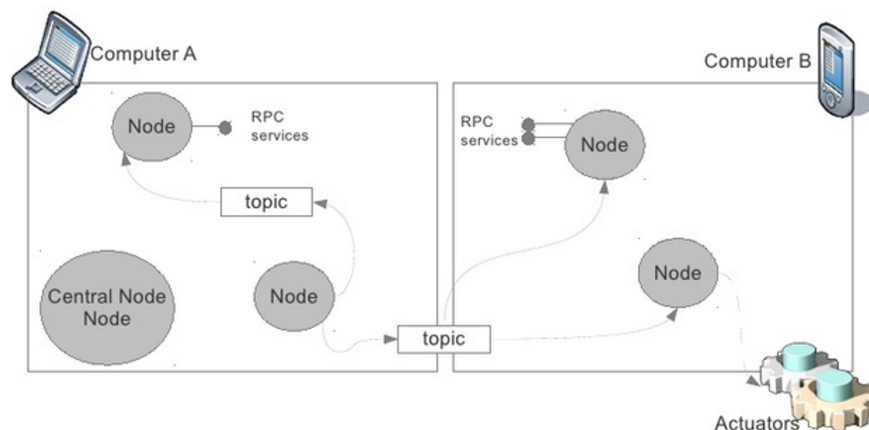 Computer A
Computer B
Node
RPC
services
RPC
services
Node
topic
Central Node
Node
Node
Node
topic
Actuators